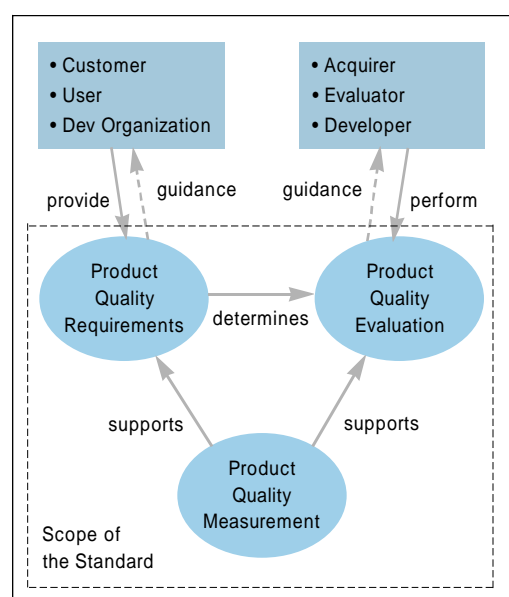 • Customer
• User
• Dev Organization
• Acquirer
• Evaluator
• Developer
provide
guidance
guidance
perform
Product
Quality
Requirements
determines
Product
Quality
Evaluation
supports
supports
Product
Quality
Measurement
Scope of
the Standard